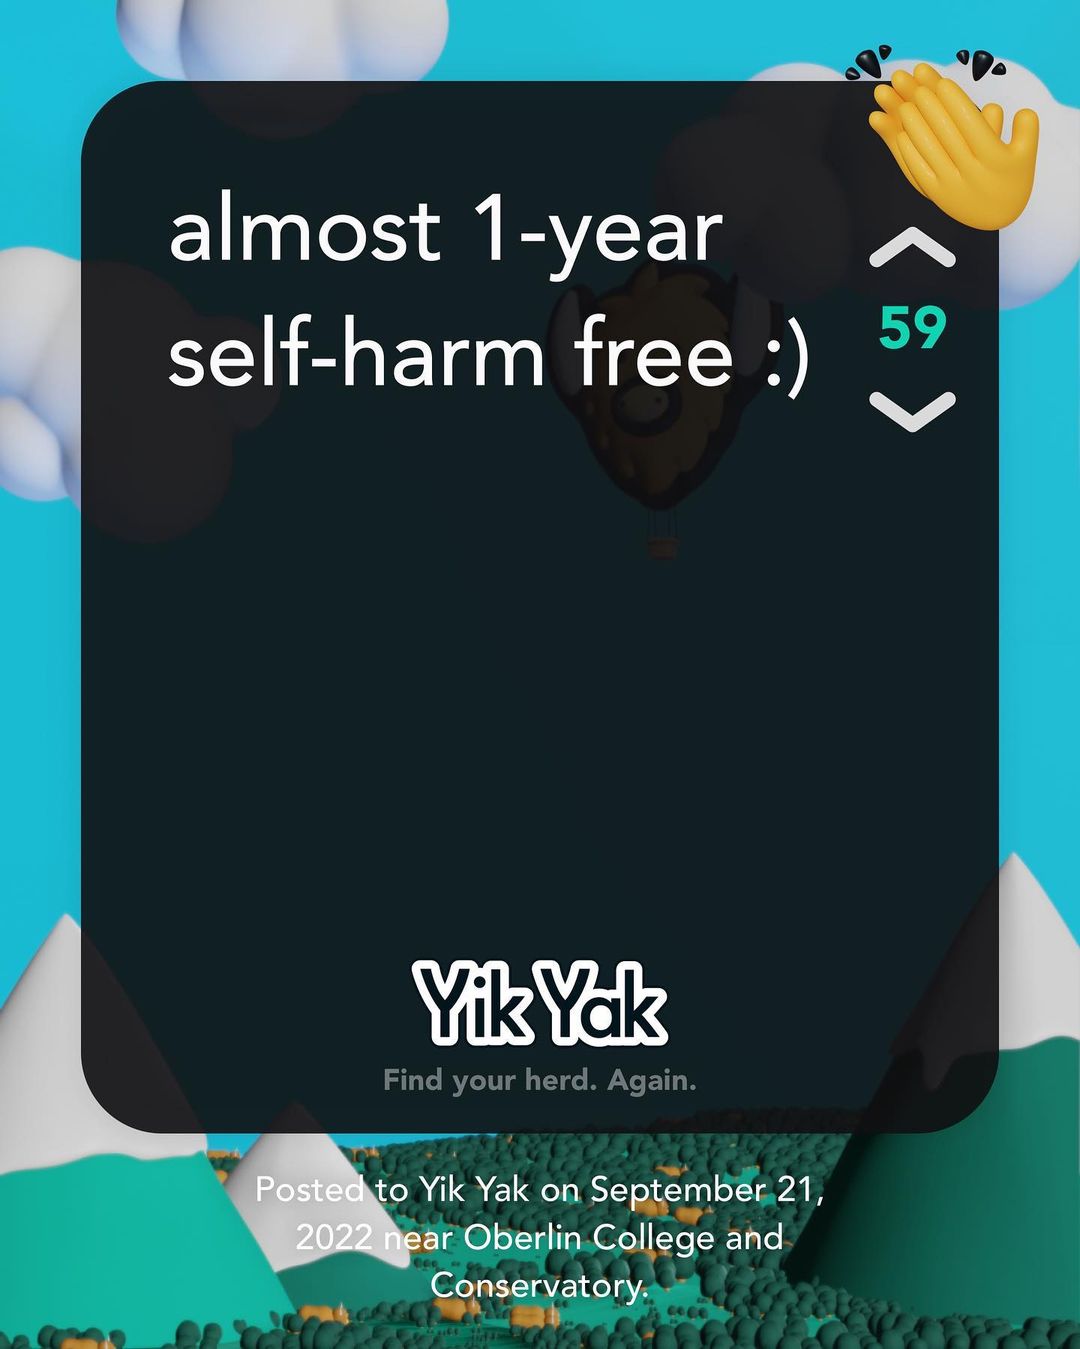 almost 1-year
self-harm free :)
59
Yik Yak
Find your herd. Again.
Posted to Yik Yak on September 21,
2022 near Oberlin College and
Conservatory.